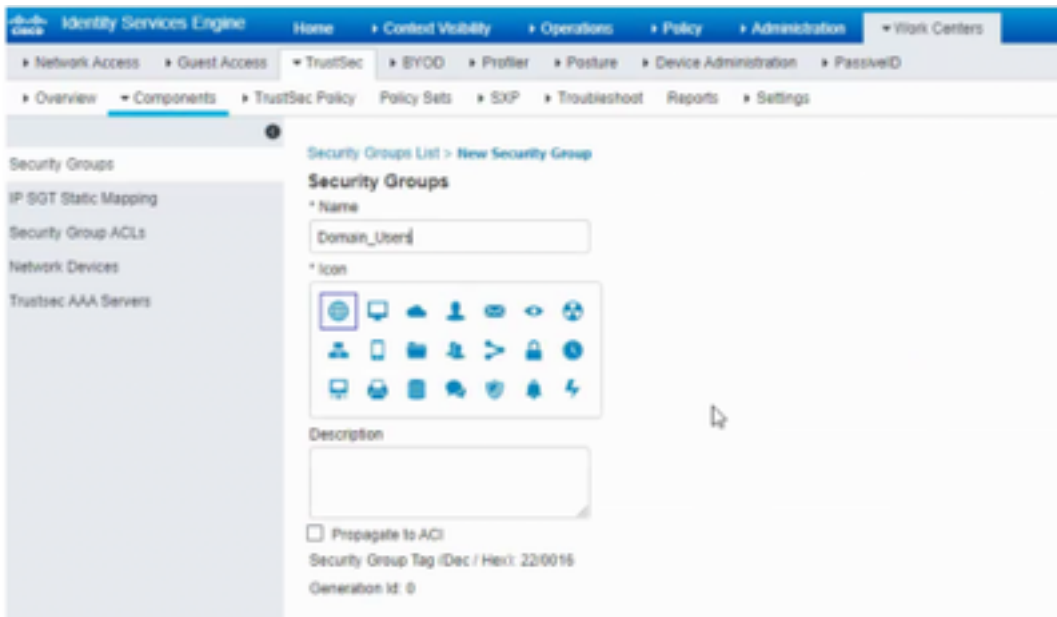 cisco Identity Services Engine Home Context Visibility Operations Policy Administration Work Centers
Network Access Guest Access TrustSec BYOD Profiler Posture Device Administration PassiveID
Overview Components TrustSec Policy Policy Sets SXP Troubleshoot Reports Settings
Security Groups
IP SGT Static Mapping
Security Group ACLs
Network Devices
Trustsec AAA Servers
Security Groups List > New Security Group
Security Groups
* Name
Domain_Users
* Icon
Description
Propagate to ACI
Security Group Tag (Dec / Hex): 22/0016
Generation Id: 0